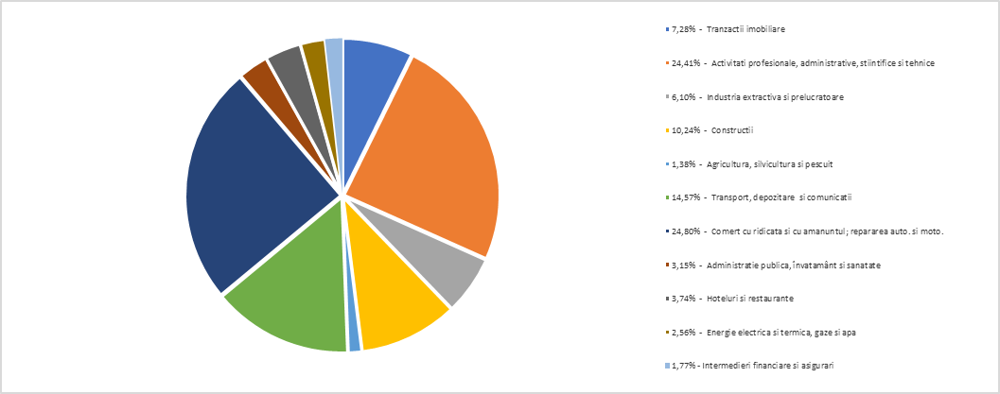 7,28% - Tranzactii imobiliare
24,41% - Activitati profesionale, administrative, stiintifice si tehnice
6,10% - Industria extractiva si prelucratoare
10,24% - Constructii
1,38% - Agricultura, silvicultura si pescuit
14,57% - Transport, depozitare si comunicatii
24,80% - Comert cu ridicata si cu amanuntul; repararea auto. si moto.
3,15% - Administratie publica, învatamânt si sanatate
3,74% - Hoteluri si restaurante
2,56% - Energie electrica si termica, gaze si apa
1,77% - Intermedieri financiare si asigurari